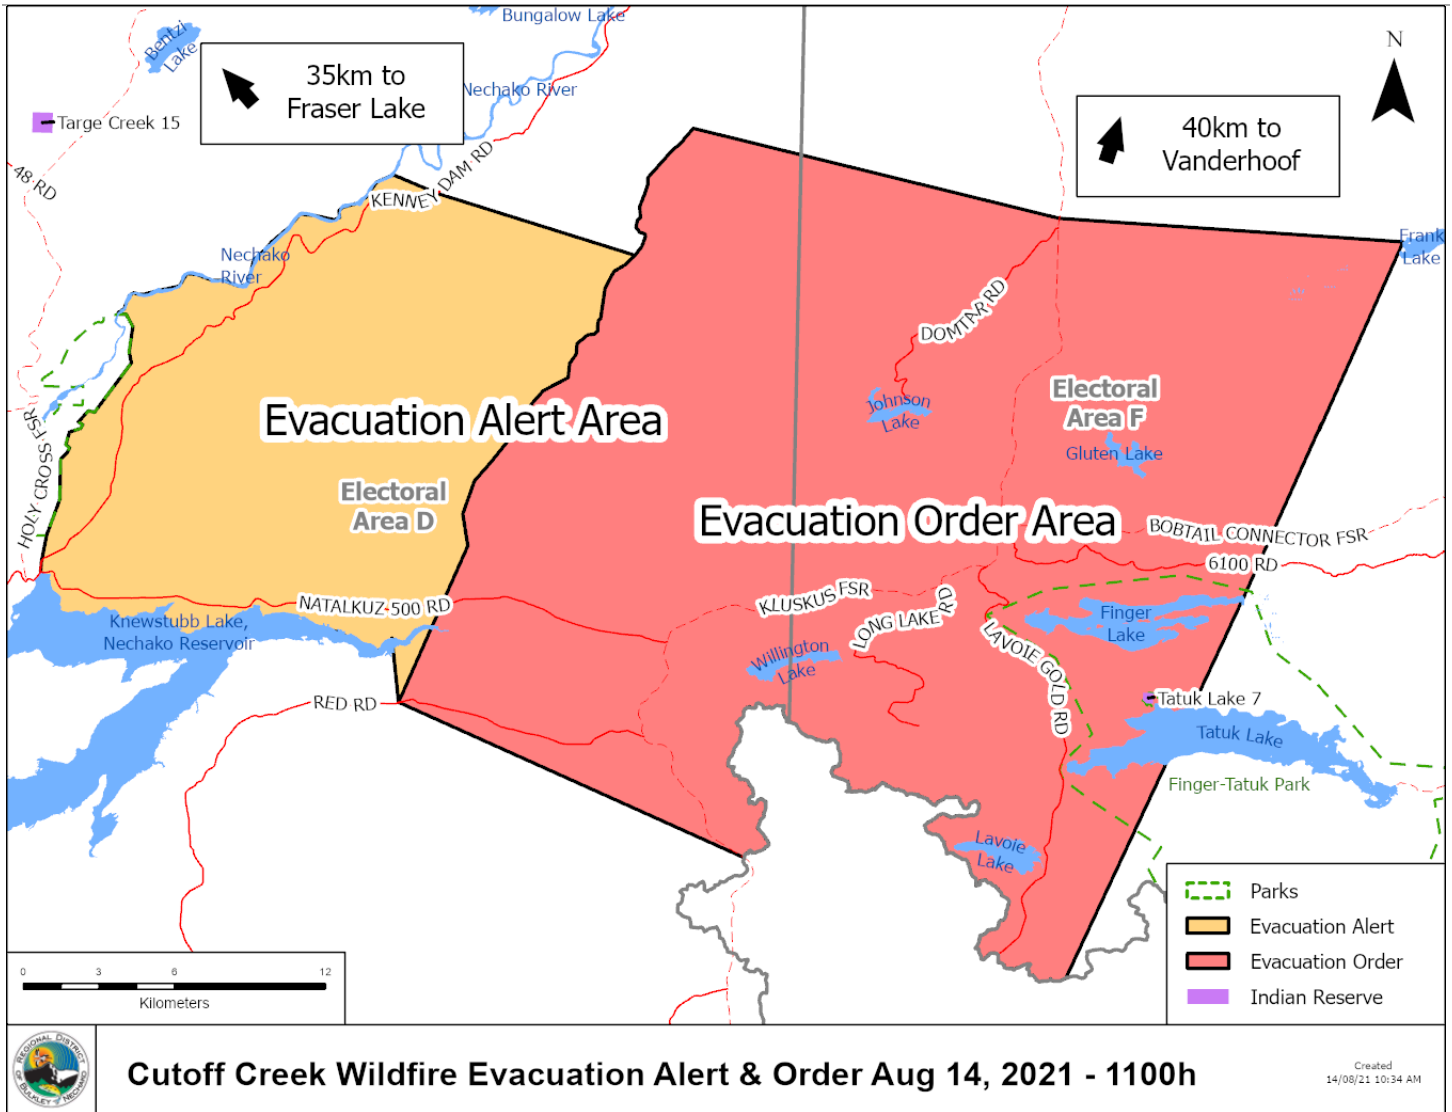 Bungalow Lake
Bentzi
Lake
35km to
Fraser Lake
Nechako River
N
40km to
Vanderhoof
Targe Creek 15
48 RD
KENNEY DAM RD
Nechako
River
Frank
Lake
DOMTAR RD
Johnson
Lake
Electoral
Area F
Gluten Lake
Evacuation Alert Area
HOLY CROSS FSR
Electoral
Area D
Evacuation Order Area
BOBTAIL CONNECTOR FSR
6100 RD
NATALKUZ-500 RD
KLUSKUS FSR
LONG LAKE RD
Knewstubb Lake,
Nechako Reservoir
Finger
Lake
LAVOIE GOLD RD
Willington
Lake
RED RD
Tatuk Lake 7
Tatuk Lake
Finger-Tatuk Park
Lavoie
Lake
Parks
Evacuation Alert
Evacuation Order
Indian Reserve
0 3 6 12
Kilometers
REGIONAL DISTRICT
OF BULKLEY NECHAKO
Cutoff Creek Wildfire Evacuation Alert & Order Aug 14, 2021 - 1100h
Created
14/08/21 10:34 AM